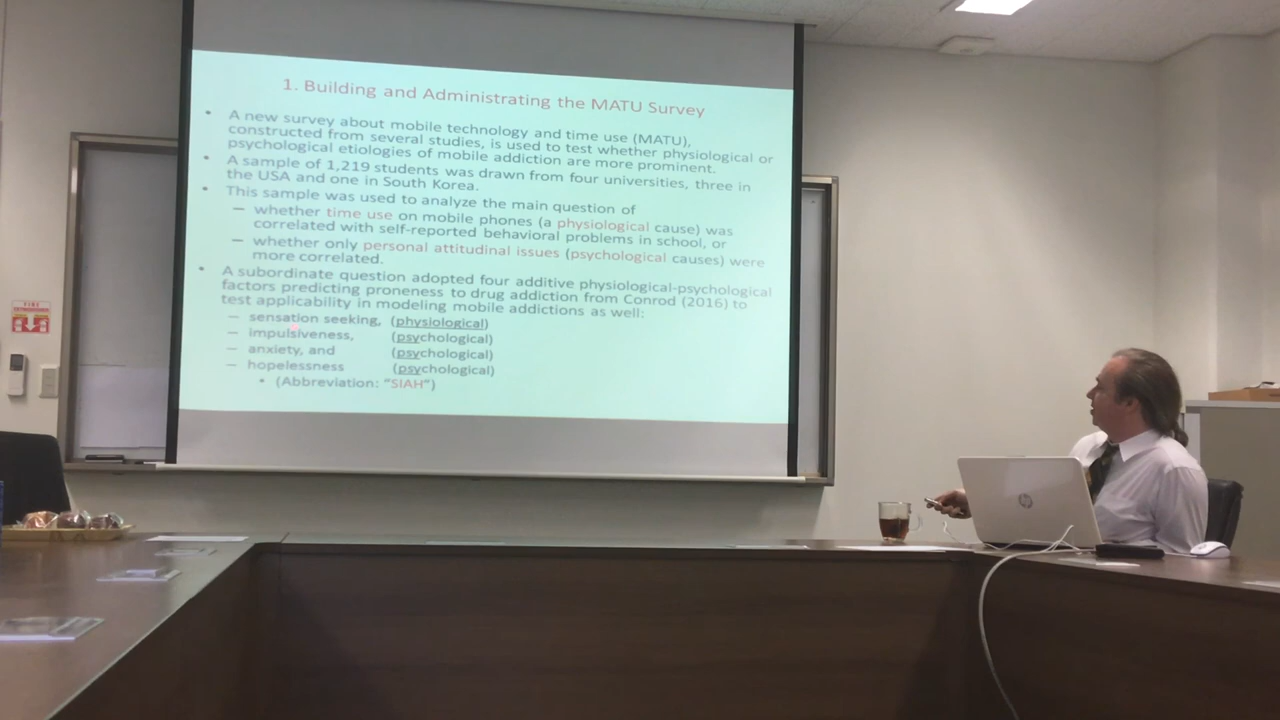 1. Building and Administrating the MATU Survey
• A new survey about mobile technology and time use (MATU),
constructed from several studies, is used to test whether physiological or
psychological etiologies of mobile addiction are more prominent.
• A sample of 1,219 students was drawn from four universities, three in
the USA and one in South Korea.
• This sample was used to analyze the main question of
– whether time use on mobile phones (a physiological cause) was
correlated with self-reported behavioral problems in school, or
– whether only personal attitudinal issues (psychological causes) were
more correlated.
• A subordinate question adopted four additive physiological-psychological
factors predicting proneness to drug addiction from Conrod (2016) to
test applicability in modeling mobile addictions as well:
– sensation seeking, (physiological)
– impulsiveness, (psychological)
– anxiety, and (psychological)
– hopelessness (psychological)
• (Abbreviation: "SIAH")
FIRE
hp